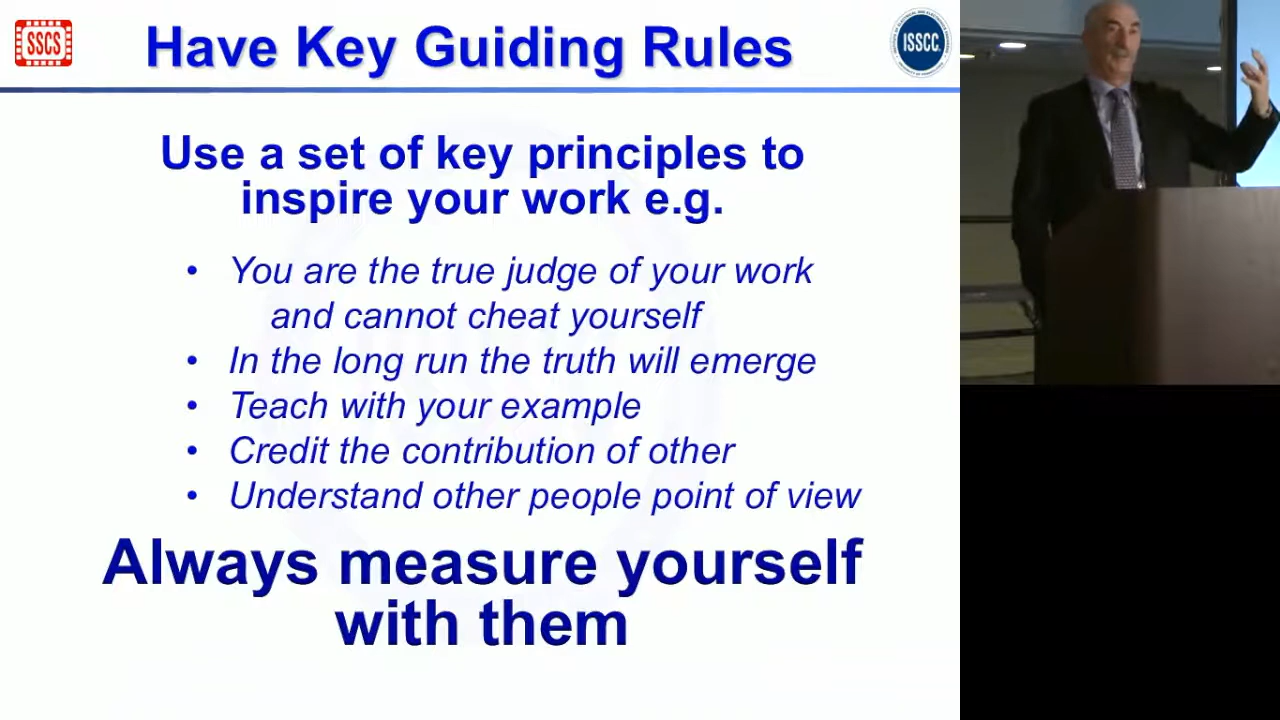 SSCS
Have Key Guiding Rules
ISSCC
Use a set of key principles to
inspire your work e.g.
• You are the true judge of your work
and cannot cheat yourself
• In the long run the truth will emerge
• Teach with your example
• Credit the contribution of other
• Understand other people point of view
Always measure yourself
with them